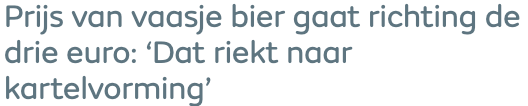 Prijs van vaasje bier gaat richting de
drie euro: ‘Dat riekt naar
kartelvorming’